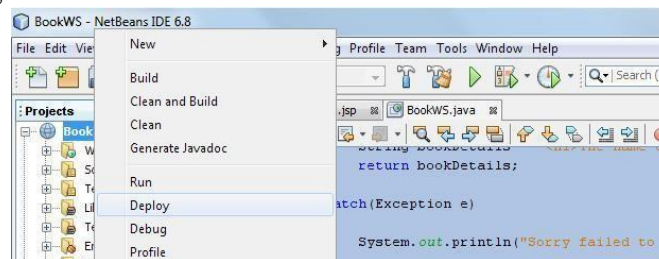 BookWS - NetBeans IDE 6.8
File Edit Profile Team Tools Window Help
New
Build
Clean and Build
Clean
Generate Javadoc
Run
Deploy
Debug
Profile
Search
Projects
Book
.jsp BookWS.java
return bookDetails;
(Exception e)
System.out.println("Sorry failed to